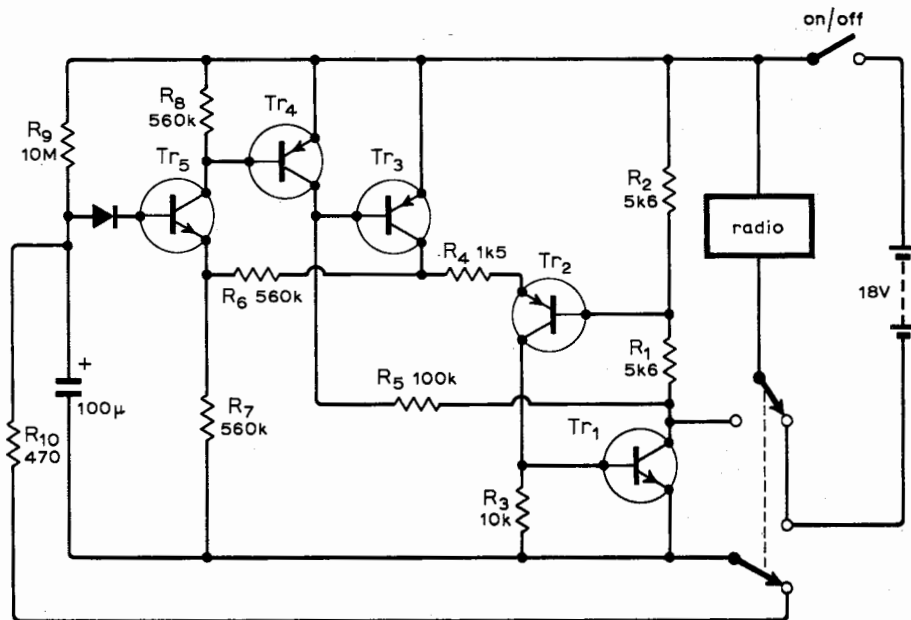 on/off
R8
560k
Tr4
R9
10M
Tr5
Tr3
R2
5k6
radio
R4 1k5
Tr2
R6 560k
18V
R1
5k6
+
100μ
R5 100k
R7
560k
Tr1
R10
470
R3
10k